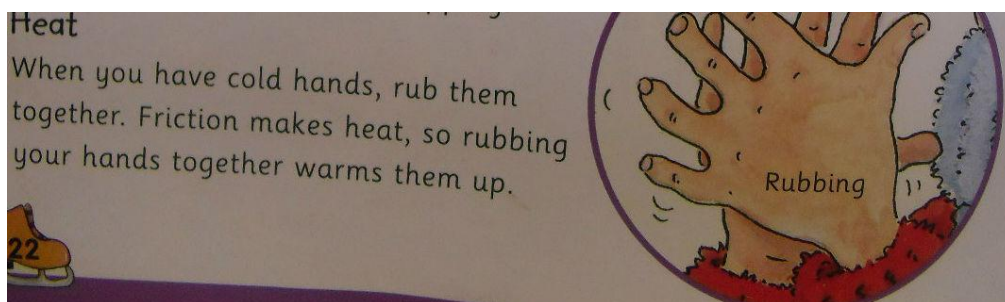 Heat
When you have cold hands, rub them
together. Friction makes heat, so rubbing
your hands together warms them up.
Rubbing
22